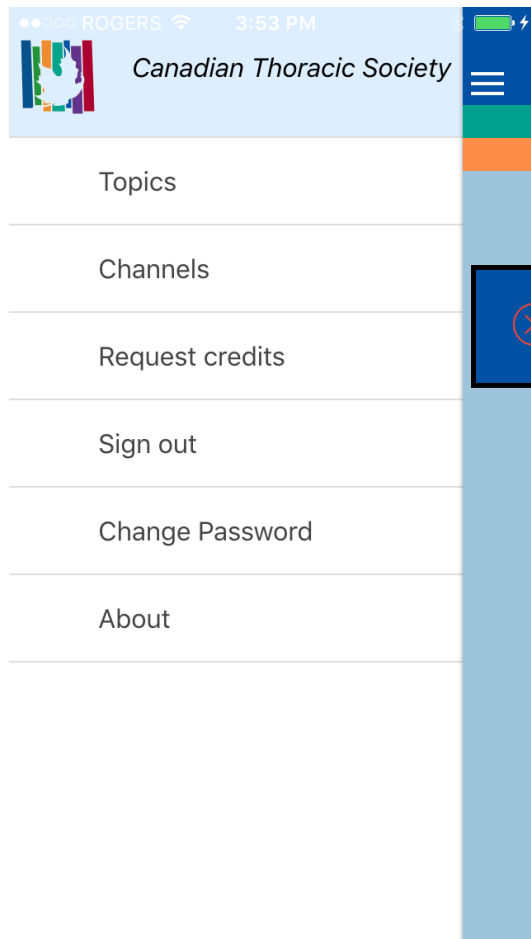 ROGERS 3:53 PM
Canadian Thoracic Society
Topics
Channels
Request credits
Sign out
Change Password
About